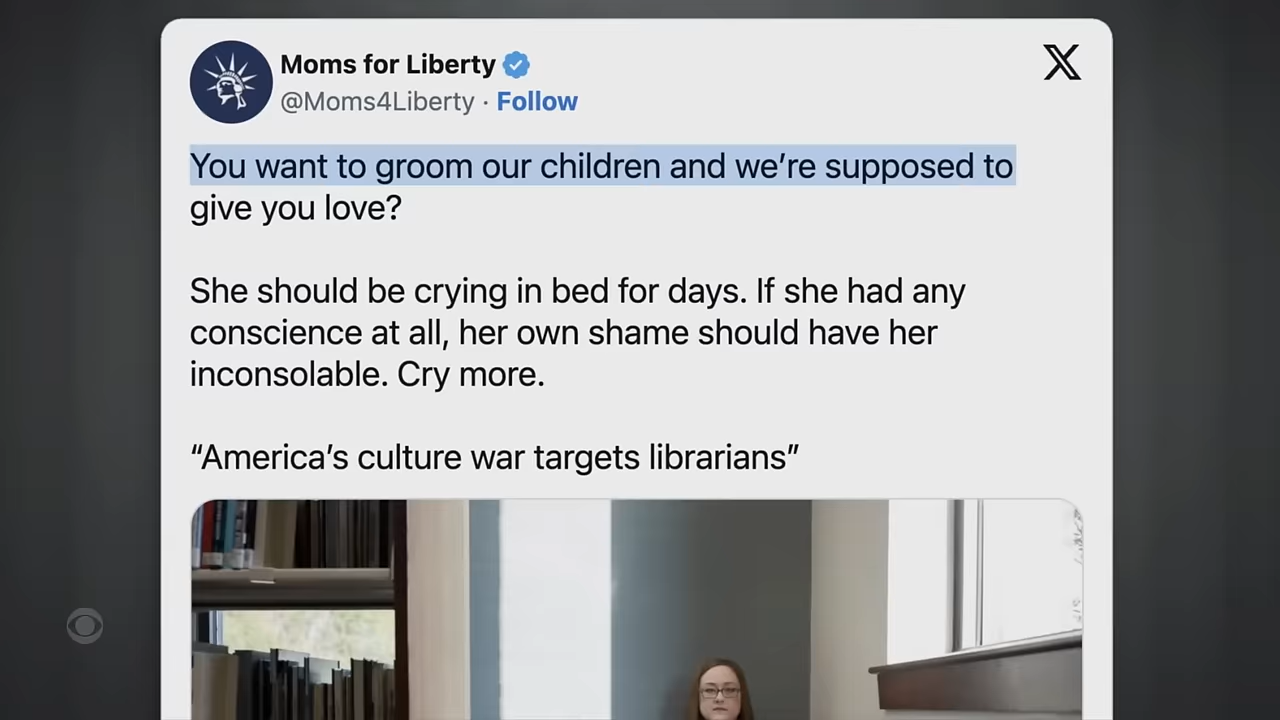 Moms for Liberty
@Moms4Liberty · Follow
You want to groom our children and we’re supposed to
give you love?
She should be crying in bed for days. If she had any
conscience at all, her own shame should have her
inconsolable. Cry more.
“America’s culture war targets librarians”